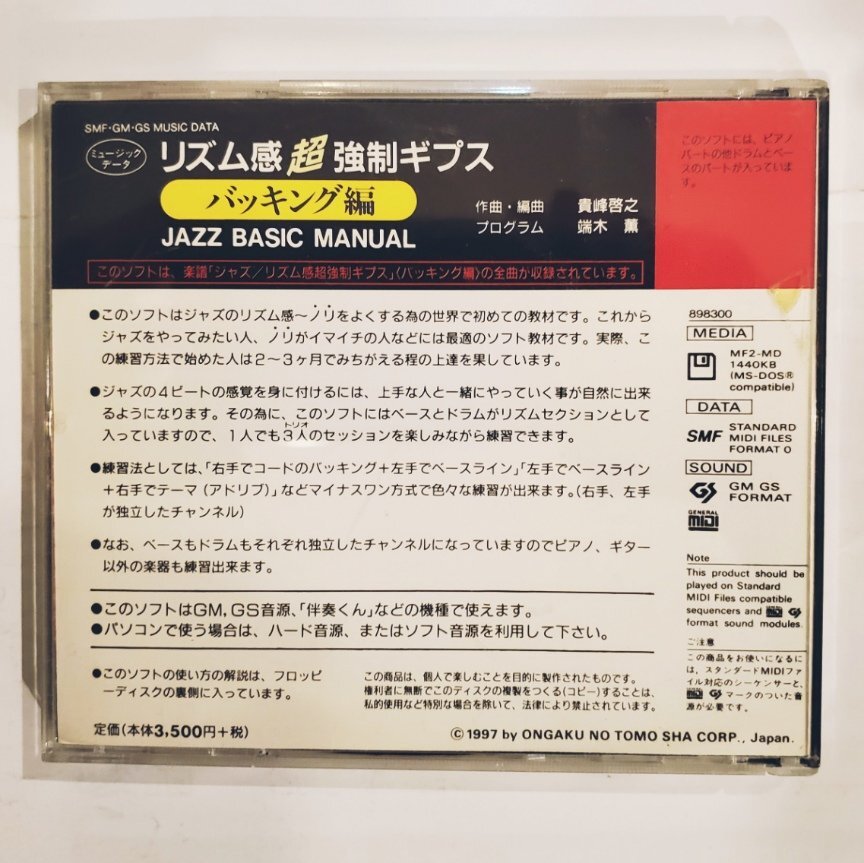 SMF・GM・GS MUSIC DATA
ミュージック
データ
リズム感 超 強制ギプス
バッキング編
JAZZ BASIC MANUAL
作曲・編曲 貴峰啓之
プログラム 端木 薫
このソフトには、ピアノ
パートの他ドラムとベー
スのパートが入っていま
す。
このソフトは、楽譜「ジャズ/リズム感超強制ギプス」〈バッキング編〉の全曲が収録されています。
●このソフトはジャズのリズム感〜ノリをよくする為の世界で初めての教材です。これから
ジャズをやってみたい人、ノリがイマイチの人などには最適のソフト教材です。実際、こ
の練習方法で始めた人は2〜3ヶ月でみちがえる程の上達を果しています。
●ジャズの4ビートの感覚を身に付けるには、上手な人と一緒にやっていく事が自然に出来
るようになります。その為に、このソフトにはベースとドラムがリズムセクションとして
トリオ
入っていますので、1人でも3人のセッションを楽しみながら練習できます。
●練習法としては、「右手でコードのバッキング+左手でベースライン」「左手でベースライン
+右手でテーマ(アドリブ)」などマイナスワン方式で色々な練習が出来ます。(右手、左手
が独立したチャンネル)
●なお、ベースもドラムもそれぞれ独立したチャンネルになっていますのでピアノ、ギター
以外の楽器も練習出来ます。
●このソフトはGM,GS音源、「伴奏くん」などの機種で使えます。
●パソコンで使う場合は、ハード音源、またはソフト音源を利用して下さい。
●このソフトの使い方の解説は、フロッピ
ーディスクの裏側に入っています。
この商品は、個人で楽しむことを目的に製作されたものです。
権利者に無断でこのディスクの複製をつくる(コピー)することは、
私的使用など特別な場合を除いて、法律により禁止されています。
定価(本体3,500円+税)
©1997 by ONGAKU NO TOMO SHA CORP., Japan.
898300
MEDIA
MF2-MD
1440KB
(MS-DOS®
compatible)
DATA
SMF STANDARD
MIDI FILES
FORMAT 0
SOUND
GS GM GS
FORMAT
GENERAL
MIDI
Note
This product should be
played on Standard
MIDI Files compatible
sequencers and MIDI GS
format sound modules.
ご注意
この商品をお使いになるに
は、スタンダードMIDIファ
イル対応のシーケンサーと、
MIDI GS マークのついた音
源が必要です。